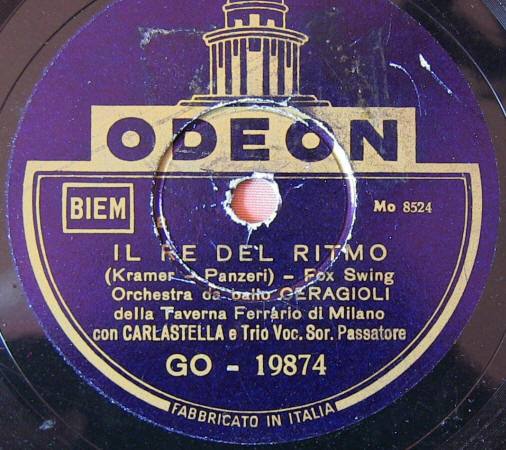 ODEON
BIEM
Mo 8524
IL RE DEL RITMO
(Kramer - Panzeri) - Fox Swing
Orchestra da ballo CERAGIOLI
della Taverna Ferrario di Milano
con CARLASTELLA e Trio Voc. Sor. Passatore
GO - 19874
FABBRICATO IN ITALIA